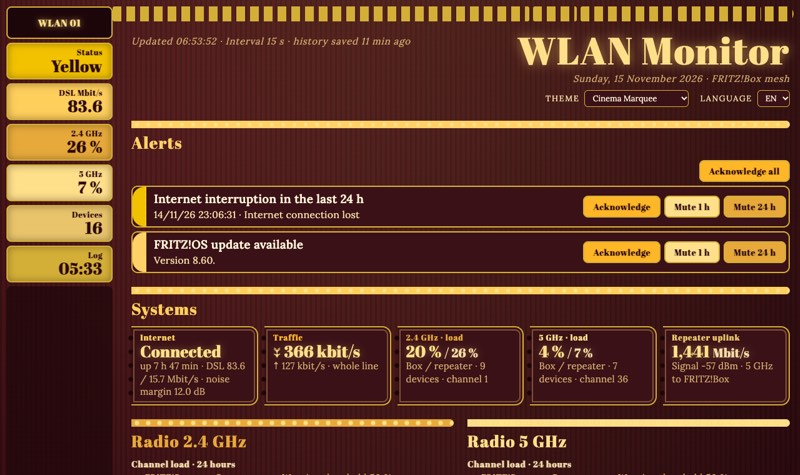 WLAN 01
Status
Yellow
DSL Mbit/s
83.6
2.4 GHz
26 %
5 GHz
7 %
Devices
16
Log
05:33
Updated 06:53:52 · Interval 15 s · history saved 11 min ago
WLAN Monitor
Sunday, 15 November 2026 · FRITZ!Box mesh
THEME Cinema Marquee LANGUAGE EN
Alerts
Acknowledge all
Internet interruption in the last 24 h
14/11/26 23:06:31 · Internet connection lost
Acknowledge Mute 1 h Mute 24 h
FRITZ!OS update available
Version 8.60.
Acknowledge Mute 1 h Mute 24 h
Systems
Internet
Connected
up 7 h 47 min · DSL 83.6
/ 15.7 Mbit/s · noise
margin 12.0 dB
Traffic
↓ 366 kbit/s
↑ 127 kbit/s · whole line
2.4 GHz · load
20 % / 26 %
Box / repeater · 9
devices · channel 1
5 GHz · load
4 % / 7 %
Box / repeater · 7
devices · channel 36
Repeater uplink
1,441 Mbit/s
Signal -57 dBm · 5 GHz
to FRITZ!Box
Radio 2.4 GHz
Channel load · 24 hours
Radio 5 GHz
Channel load · 24 hours